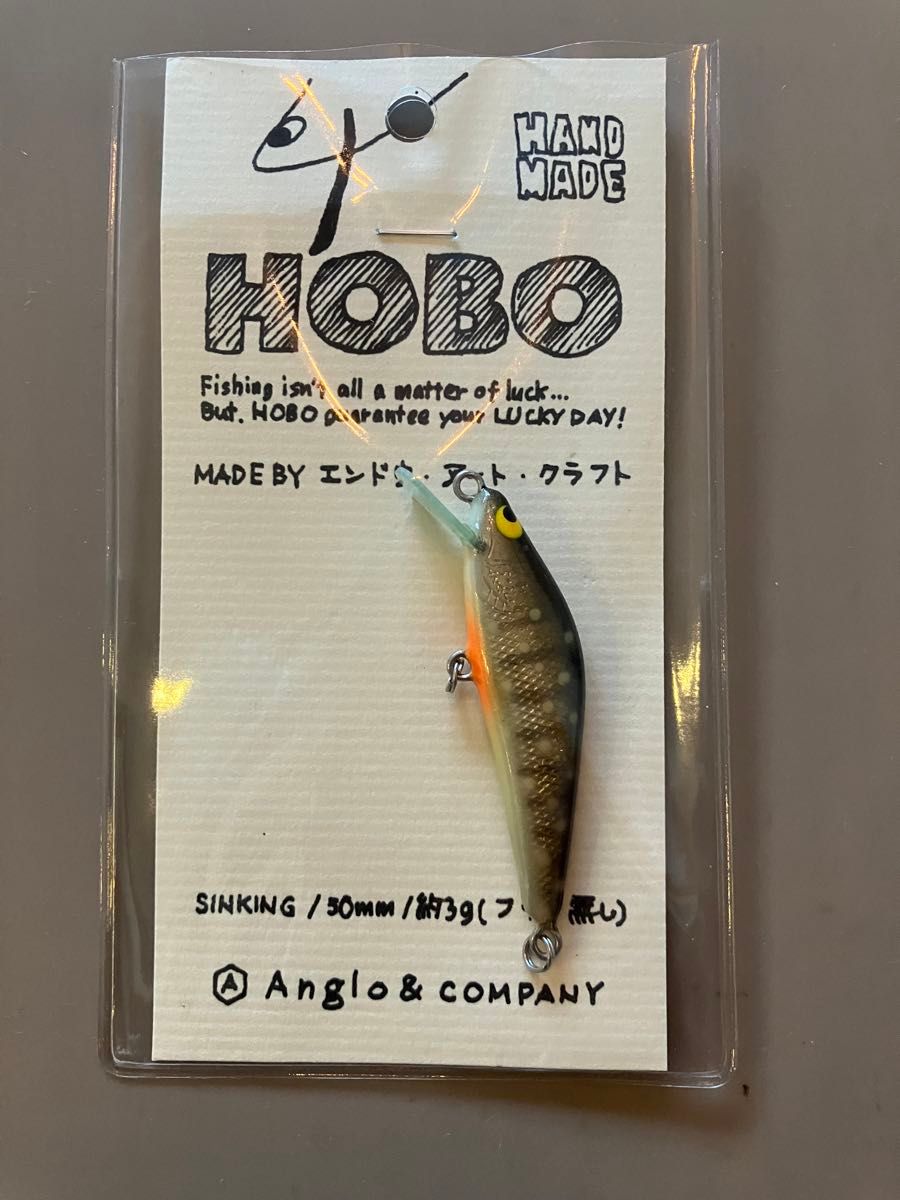 HAND
MADE
HOBO
Fishing isn't all a matter of luck...
But. HOBO guarantee your LUCKY DAY!
MADE BY エンドウ・アート・クラフト
SINKING / 50mm / 約3g ( フ 無し)
A Anglo & COMPANY